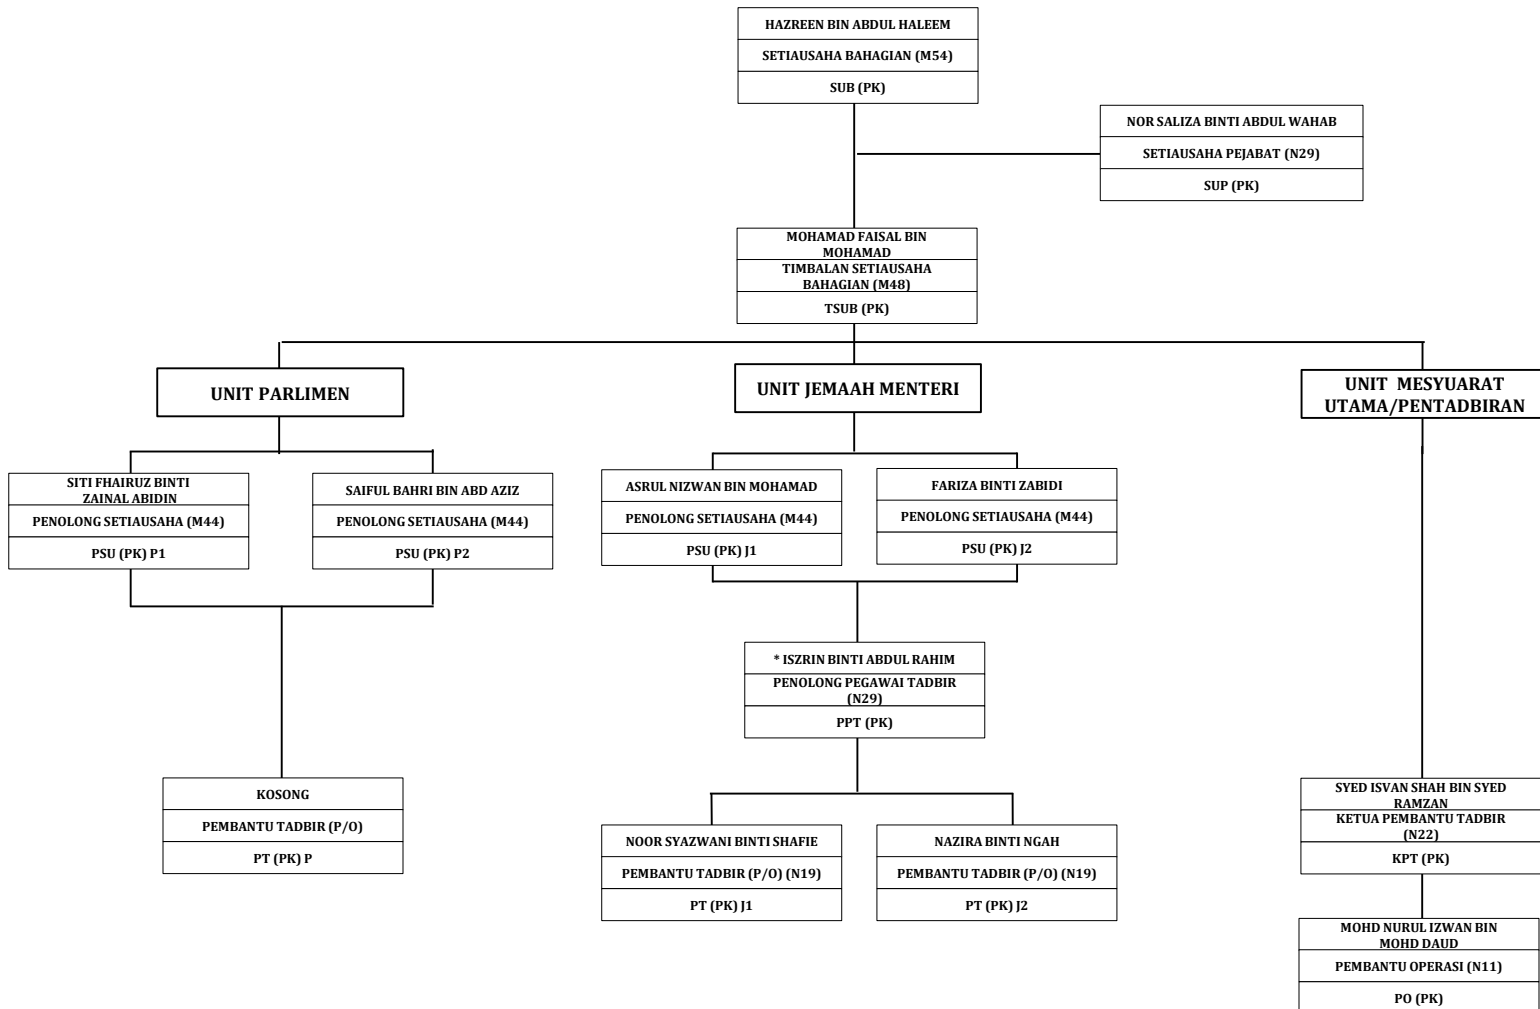 HAZREEN BIN ABDUL HALEEM
SETIAUSAHA BAHAGIAN (M54)
SUB (PK)
NOR SALIZA BINTI ABDUL WAHAB
SETIAUSAHA PEJABAT (N29)
SUP (PK)
MOHAMAD FAISAL BIN
MOHAMAD
TIMBALAN SETIAUSAHA
BAHAGIAN (M48)
TSUB (PK)
UNIT PARLIMEN
UNIT JEMAAH MENTERI
UNIT MESYUARAT
UTAMA/PENTADBIRAN
SITI FHAIRUZ BINTI
ZAINAL ABIDIN
PENOLONG SETIAUSAHA (M44)
PSU (PK) P1
SAIFUL BAHRI BIN ABD AZIZ
PENOLONG SETIAUSAHA (M44)
PSU (PK) P2
ASRUL NIZWAN BIN MOHAMAD
PENOLONG SETIAUSAHA (M44)
PSU (PK) J1
FARIZA BINTI ZABIDI
PENOLONG SETIAUSAHA (M44)
PSU (PK) J2
* ISZRIN BINTI ABDUL RAHIM
PENOLONG PEGAWAI TADBIR
(N29)
PPT (PK)
KOSONG
PEMBANTU TADBIR (P/O)
PT (PK) P
NOOR SYAZWANI BINTI SHAFIE
PEMBANTU TADBIR (P/O) (N19)
PT (PK) J1
NAZIRA BINTI NGAH
PEMBANTU TADBIR (P/O) (N19)
PT (PK) J2
SYED ISVAN SHAH BIN SYED
RAMZAN
KETUA PEMBANTU TADBIR
(N22)
KPT (PK)
MOHD NURUL IZWAN BIN
MOHD DAUD
PEMBANTU OPERASI (N11)
PO (PK)